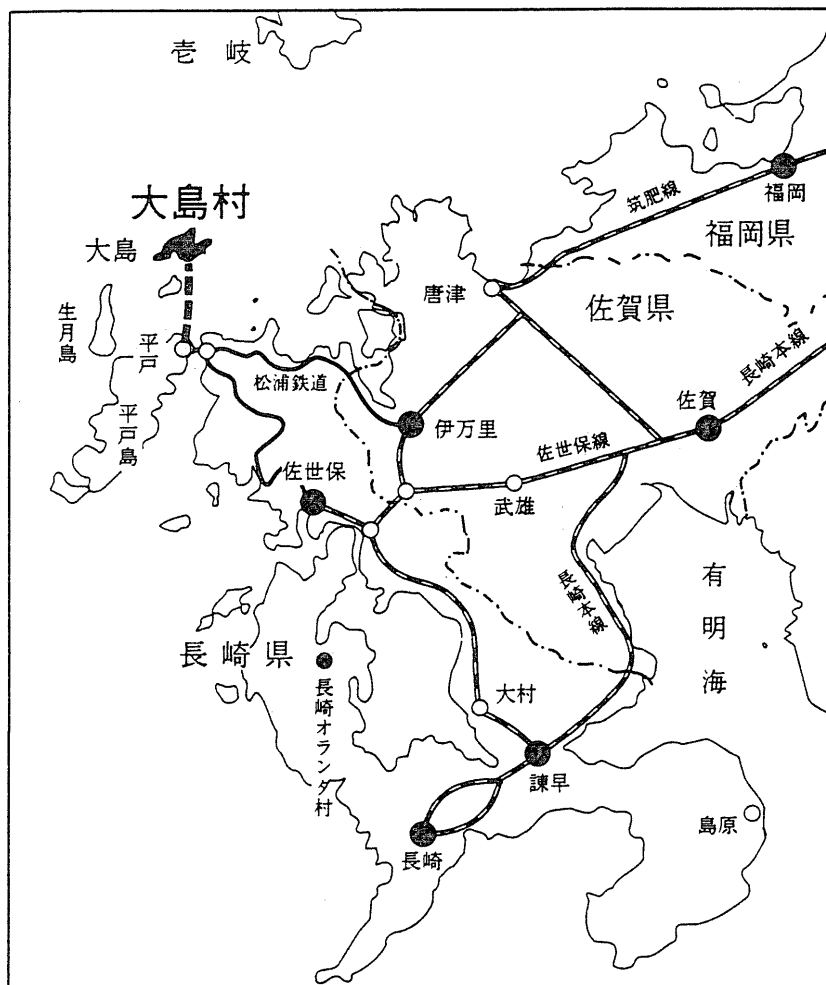 壱岐
大島村
大島
生月島
平戸
平戸島
松浦鉄道
唐津
筑肥線
福岡
福岡県
佐賀県
長崎本線
佐賀
伊万里
佐世保線
佐世保
武雄
長崎本線
有明海
長崎県
長崎オランダ村
大村
諫早
長崎
島原